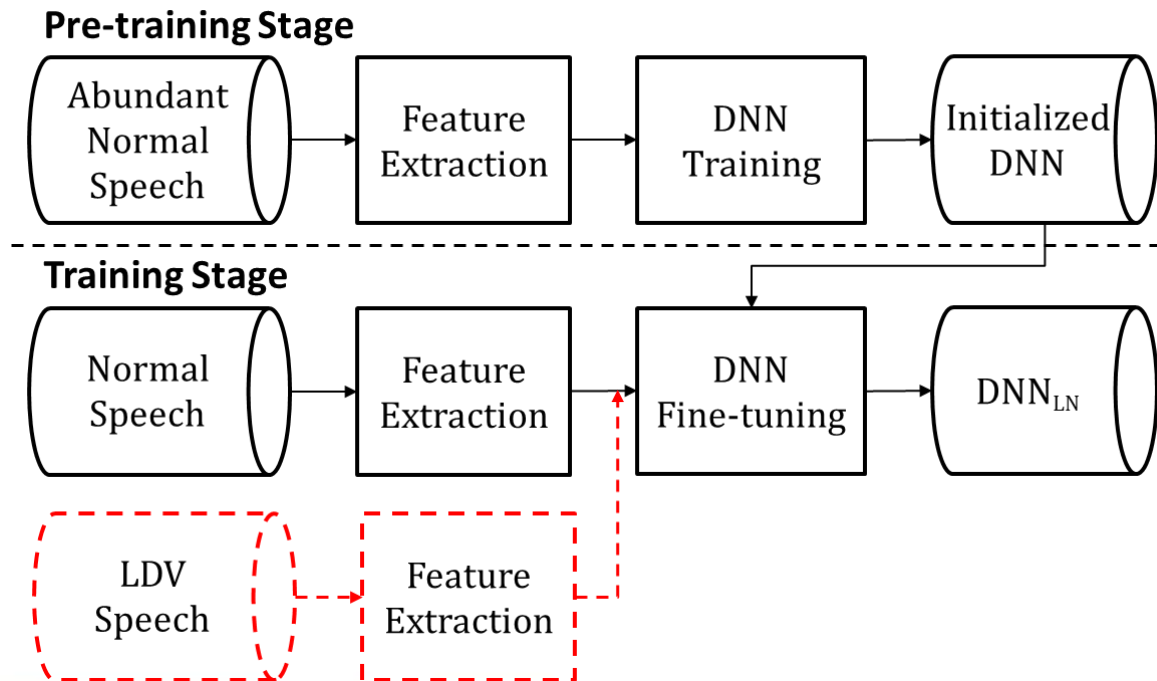 Pre-training Stage
Abundant
Normal
Speech
Feature
Extraction
DNN
Training
Initialized
DNN
Training Stage
Normal
Speech
Feature
Extraction
DNN
Fine-tuning
DNN_LN
LDV
Speech
Feature
Extraction